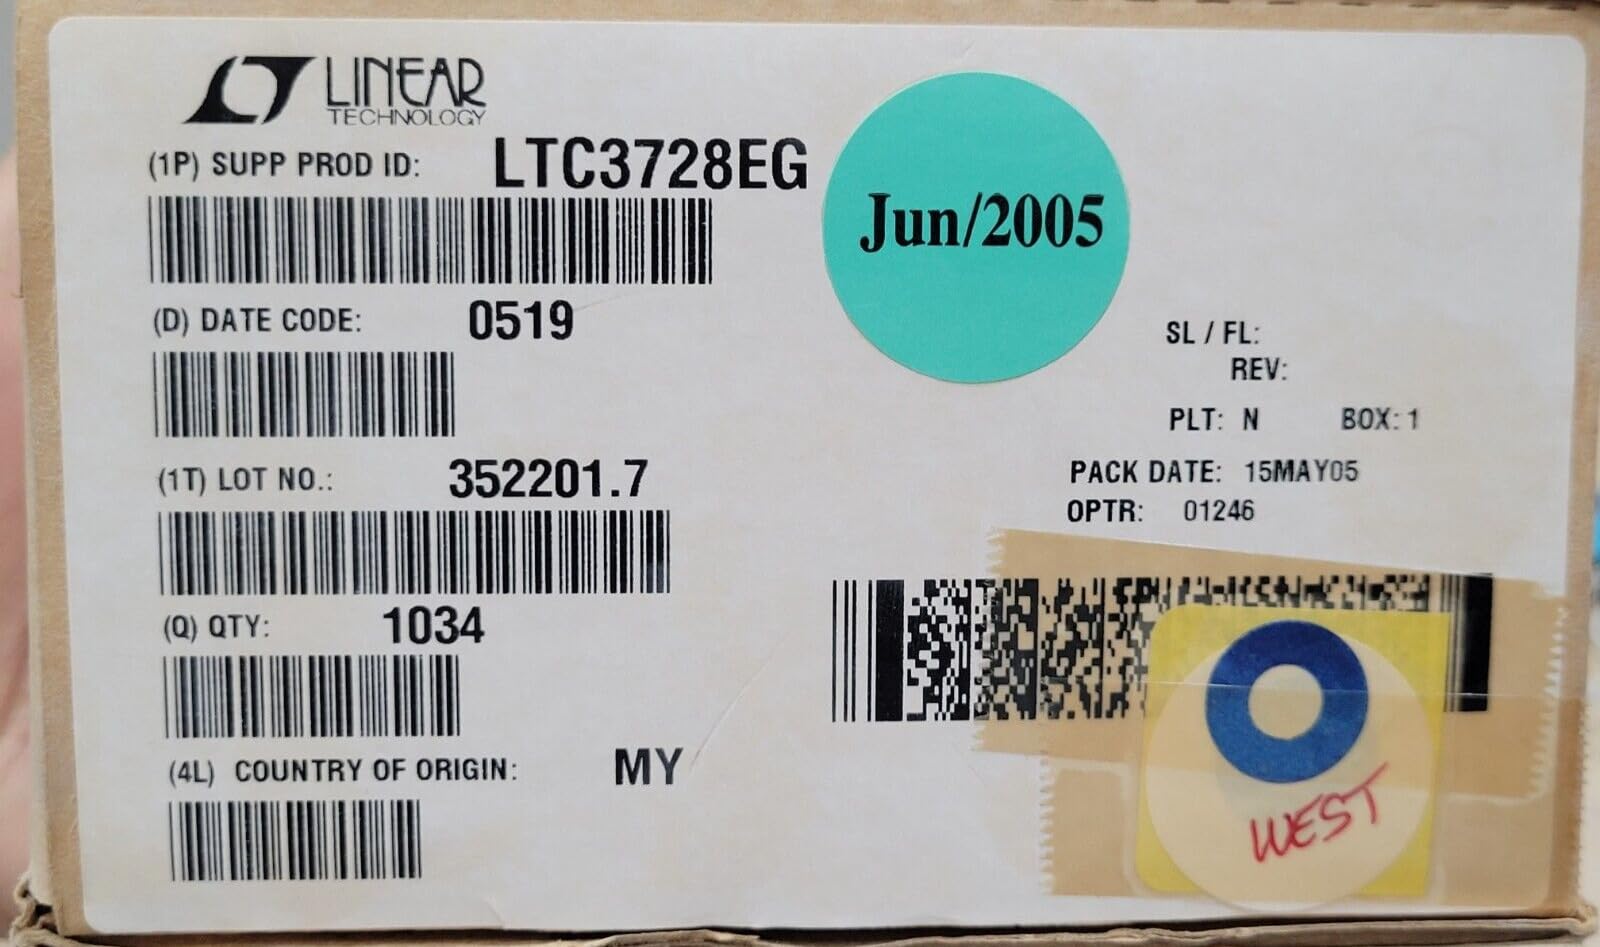 LINEAR
TECHNOLOGY
(1P) SUPP PROD ID: LTC3728EG
Jun/2005
(D) DATE CODE: 0519
SL / FL:
REV:
PLT: N BOX: 1
(1T) LOT NO.: 352201.7
PACK DATE: 15MAY05
OPTR: 01246
(Q) QTY: 1034
(4L) COUNTRY OF ORIGIN: MY
WEST